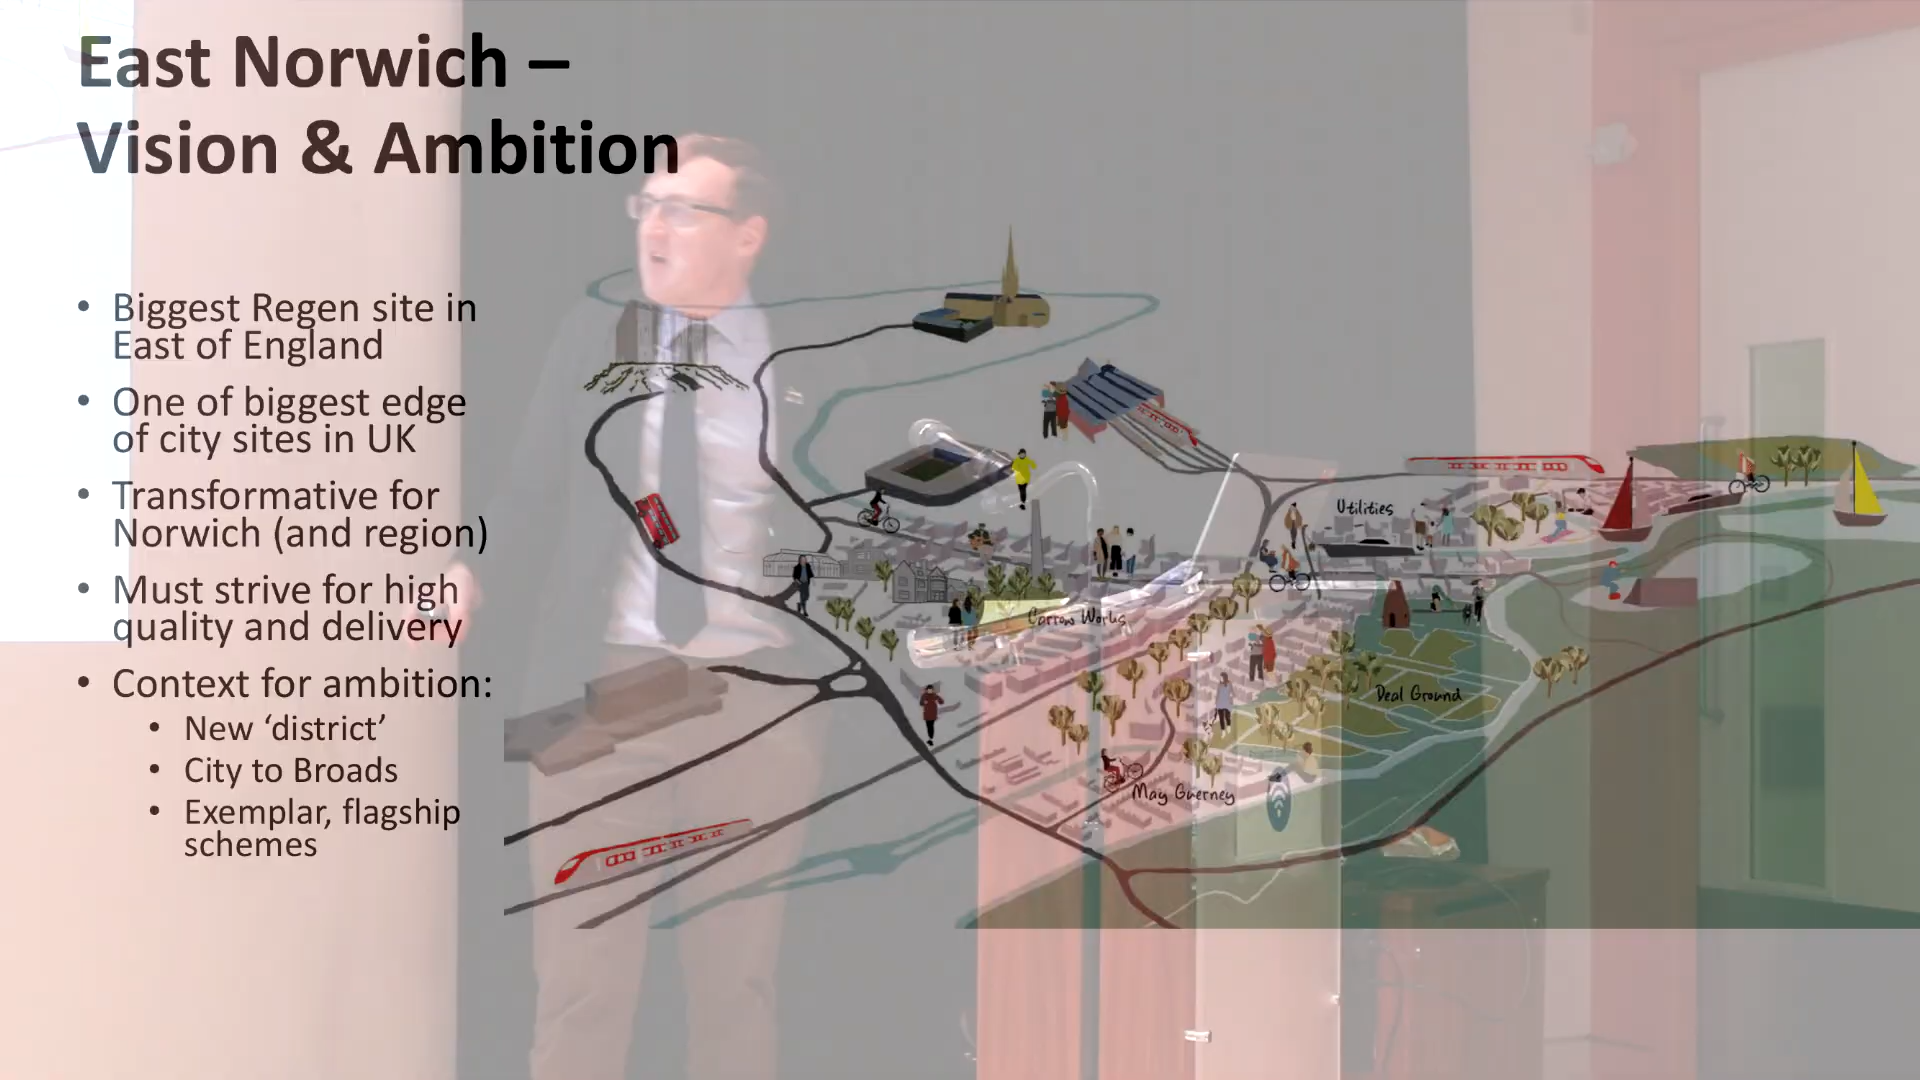 East Norwich –
Vision & Ambition
• Biggest Regen site in
East of England
• One of biggest edge
of city sites in UK
• Transformative for
Norwich (and region)
• Must strive for high
quality and delivery
• Context for ambition:
• New ‘district’
• City to Broads
• Exemplar, flagship
schemes
Utilities
Carrow Works
Deal Ground
May Guerney